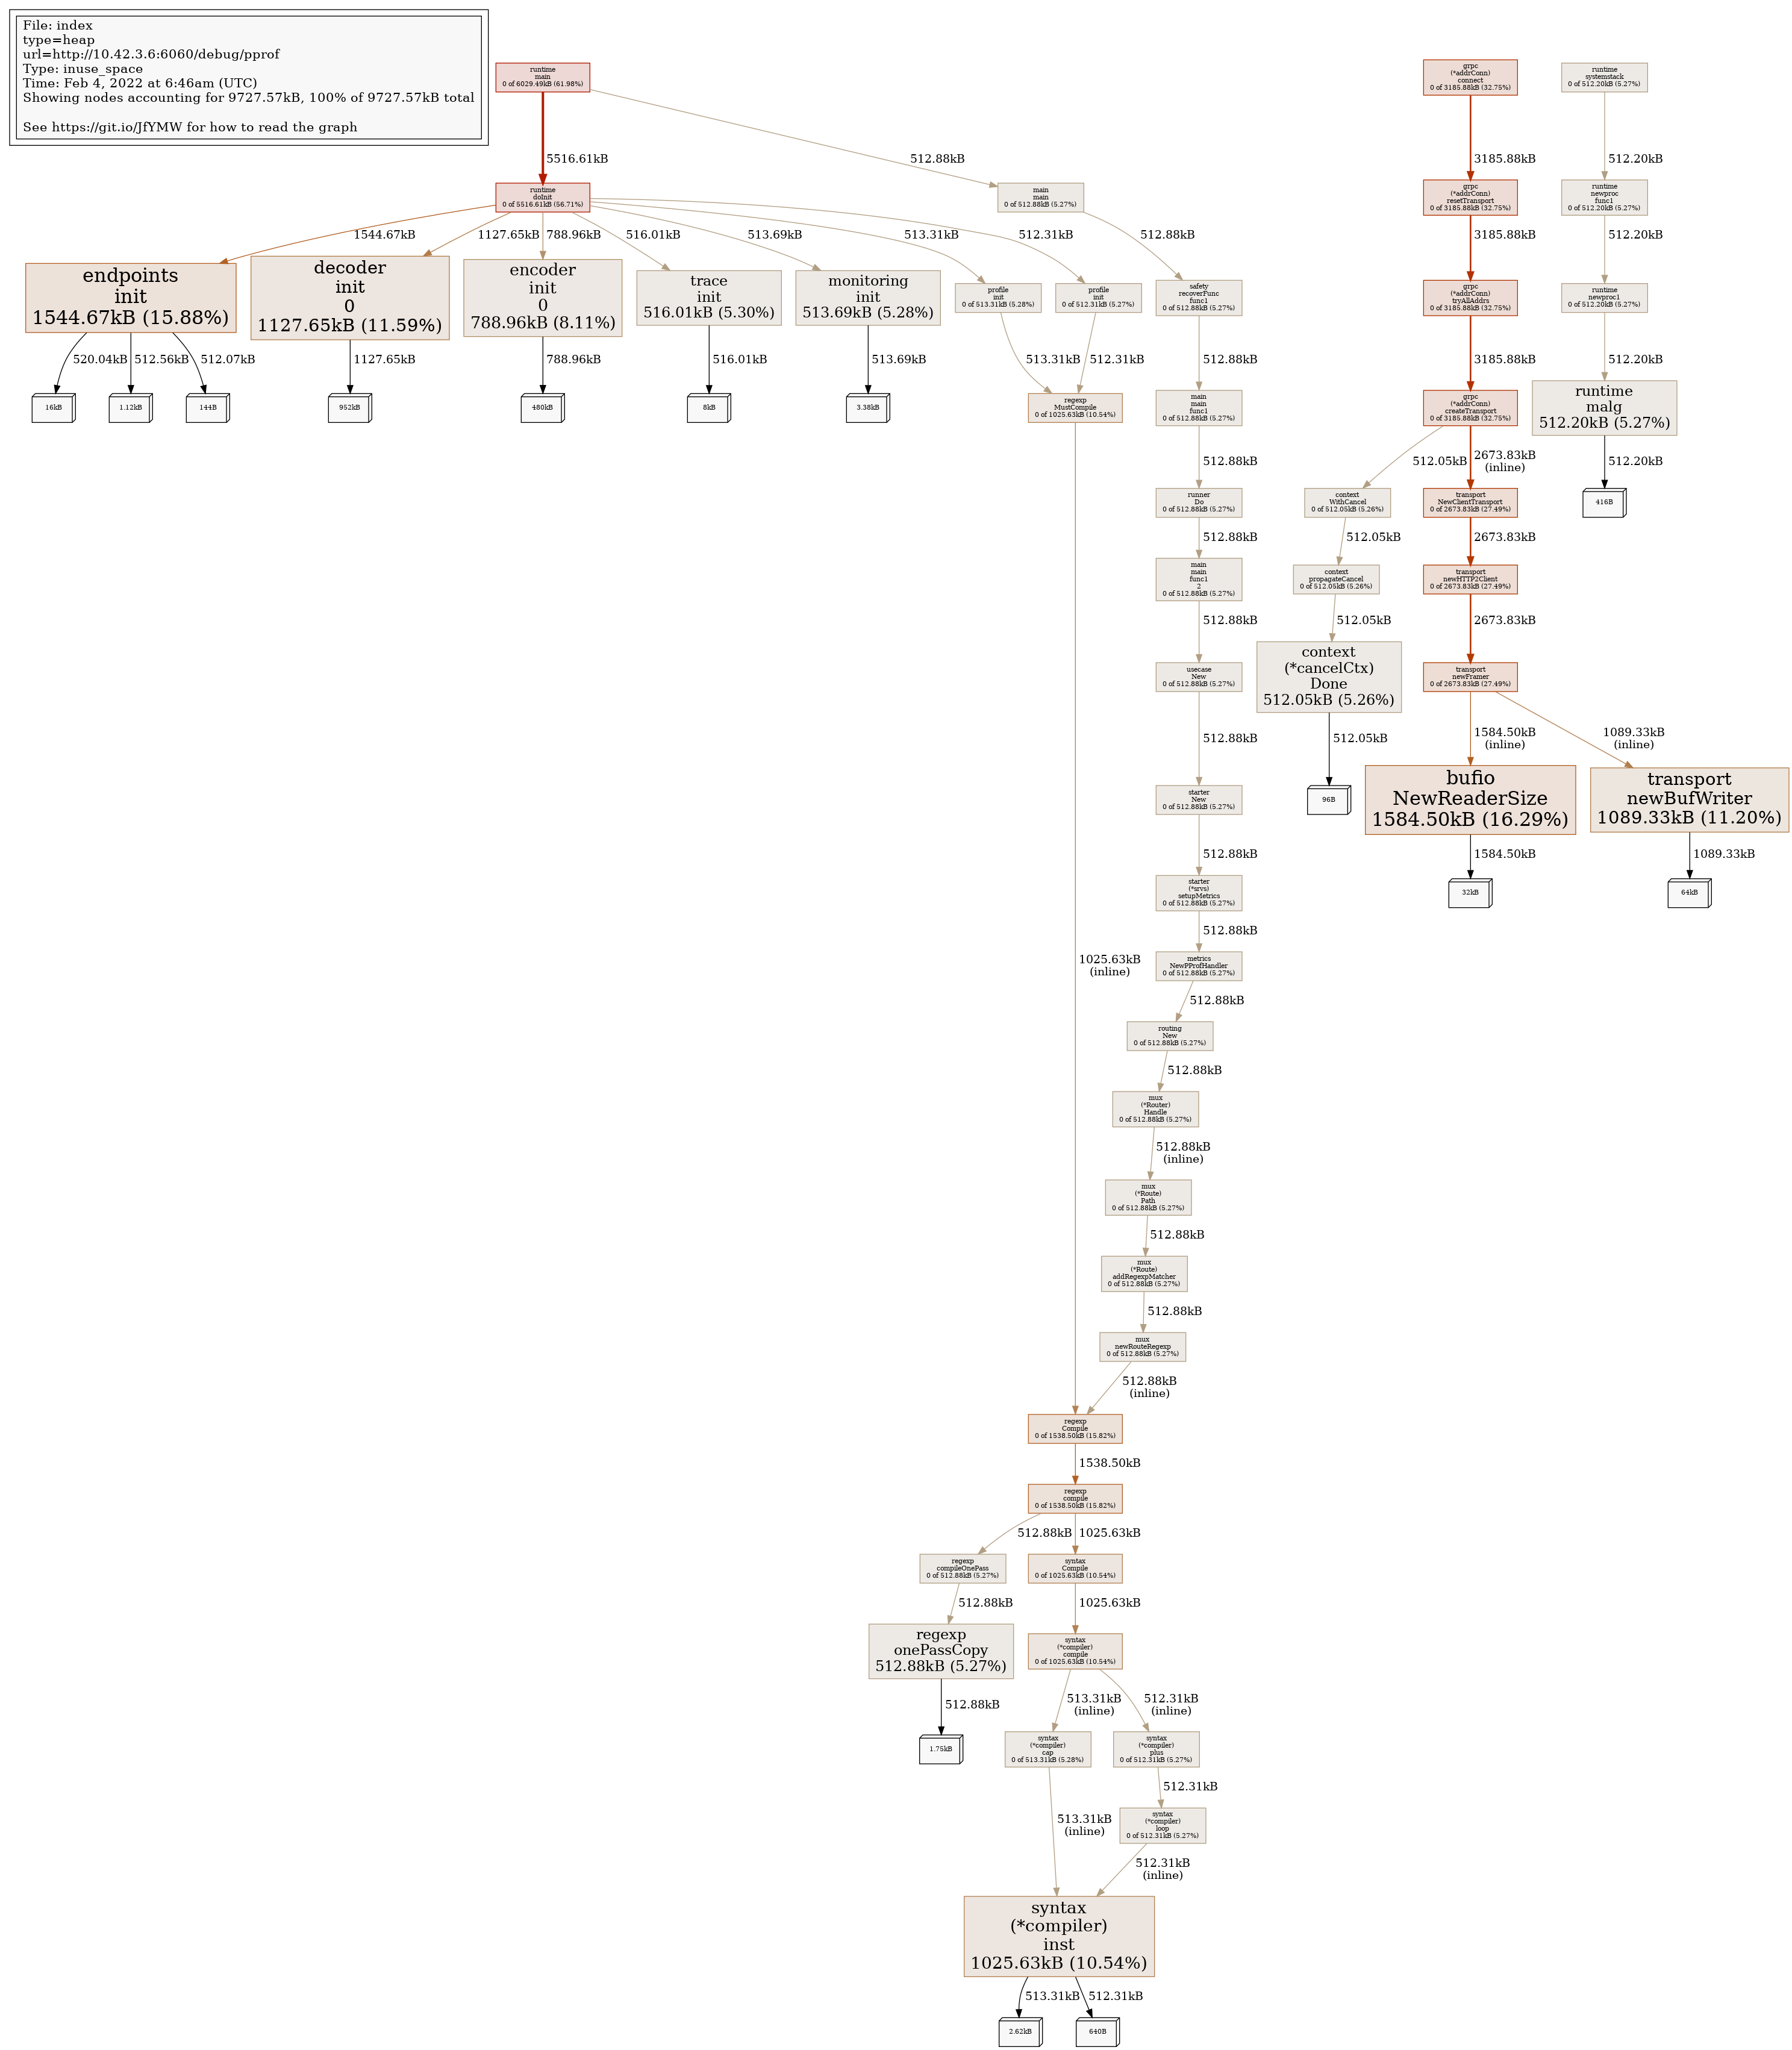 File: index
type=heap
url=http://10.42.3.6:6060/debug/pprof
Type: inuse_space
Time: Feb 4, 2022 at 6:46am (UTC)
Showing nodes accounting for 9727.57kB, 100% of 9727.57kB total
See https://git.io/JfYMW for how to read the graph
runtime
main
0 of 6029.49kB (61.98%)
grpc
(*addrConn)
connect
0 of 3185.88kB (32.75%)
runtime
systemstack
0 of 512.20kB (5.27%)
5516.61kB
512.88kB
3185.88kB
512.20kB
runtime
doInit
0 of 5516.61kB (56.71%)
main
main
0 of 512.88kB (5.27%)
grpc
(*addrConn)
resetTransport
0 of 3185.88kB (32.75%)
runtime
newproc
func1
0 of 512.20kB (5.27%)
1544.67kB
1127.65kB
788.96kB
516.01kB
513.69kB
513.31kB
512.31kB
512.88kB
3185.88kB
512.20kB
endpoints
init
1544.67kB (15.88%)
decoder
init
0
1127.65kB (11.59%)
encoder
init
0
788.96kB (8.11%)
trace
init
516.01kB (5.30%)
monitoring
init
513.69kB (5.28%)
profile
init
0 of 513.31kB (5.28%)
profile
init
0 of 512.31kB (5.27%)
safety
recoverFunc
func1
0 of 512.88kB (5.27%)
grpc
(*addrConn)
tryAllAddrs
0 of 3185.88kB (32.75%)
runtime
newproc1
0 of 512.20kB (5.27%)
520.04kB
512.56kB
512.07kB
1127.65kB
788.96kB
516.01kB
513.69kB
513.31kB
512.31kB
512.88kB
3185.88kB
512.20kB
16kB
1.12kB
144B
952kB
480kB
8kB
3.38kB
regexp
MustCompile
0 of 1025.63kB (10.54%)
main
main
func1
0 of 512.88kB (5.27%)
grpc
(*addrConn)
createTransport
0 of 3185.88kB (32.75%)
runtime
malg
512.20kB (5.27%)
512.88kB
512.05kB
2673.83kB
(inline)
512.20kB
runner
Do
0 of 512.88kB (5.27%)
context
WithCancel
0 of 512.05kB (5.26%)
transport
NewClientTransport
0 of 2673.83kB (27.49%)
416B
512.88kB
512.05kB
2673.83kB
main
main
func1
2
0 of 512.88kB (5.27%)
context
propagateCancel
0 of 512.05kB (5.26%)
transport
newHTTP2Client
0 of 2673.83kB (27.49%)
512.88kB
512.05kB
2673.83kB
usecase
New
0 of 512.88kB (5.27%)
context
(*cancelCtx)
Done
512.05kB (5.26%)
transport
newFramer
0 of 2673.83kB (27.49%)
512.88kB
512.05kB
1584.50kB
(inline)
1089.33kB
(inline)
starter
New
0 of 512.88kB (5.27%)
96B
bufio
NewReaderSize
1584.50kB (16.29%)
transport
newBufWriter
1089.33kB (11.20%)
512.88kB
1584.50kB
1089.33kB
starter
(*srvs)
setupMetrics
0 of 512.88kB (5.27%)
32kB
64kB
512.88kB
1025.63kB
(inline)
metrics
NewPProfHandler
0 of 512.88kB (5.27%)
512.88kB
routing
New
0 of 512.88kB (5.27%)
512.88kB
mux
(*Router)
Handle
0 of 512.88kB (5.27%)
512.88kB
(inline)
mux
(*Route)
Path
0 of 512.88kB (5.27%)
512.88kB
mux
(*Route)
addRegexpMatcher
0 of 512.88kB (5.27%)
512.88kB
mux
newRouteRegexp
0 of 512.88kB (5.27%)
512.88kB
(inline)
regexp
Compile
0 of 1538.50kB (15.82%)
1538.50kB
regexp
compile
0 of 1538.50kB (15.82%)
512.88kB
1025.63kB
regexp
compileOnePass
0 of 512.88kB (5.27%)
syntax
Compile
0 of 1025.63kB (10.54%)
512.88kB
1025.63kB
regexp
onePassCopy
512.88kB (5.27%)
syntax
(*compiler)
compile
0 of 1025.63kB (10.54%)
512.88kB
513.31kB
(inline)
512.31kB
(inline)
1.75kB
syntax
(*compiler)
cap
0 of 513.31kB (5.28%)
syntax
(*compiler)
plus
0 of 512.31kB (5.27%)
513.31kB
(inline)
512.31kB
syntax
(*compiler)
loop
0 of 512.31kB (5.27%)
512.31kB
(inline)
syntax
(*compiler)
inst
1025.63kB (10.54%)
513.31kB
512.31kB
2.62kB
640B